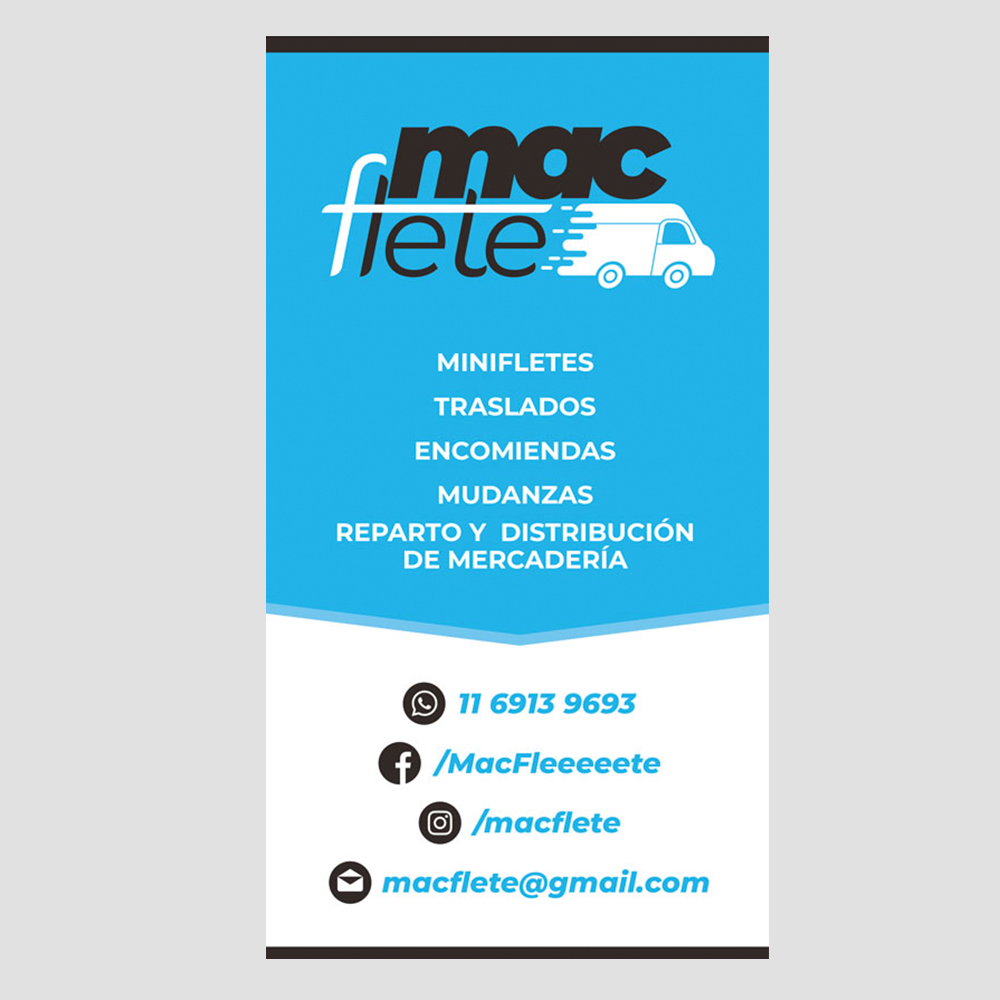 mac
flete
MINIFLETES
TRASLADOS
ENCOMIENDAS
MUDANZAS
REPARTO Y DISTRIBUCIÓN
DE MERCADERÍA
11 6913 9693
/MacFleeeeete
/macflete
macflete@gmail.com